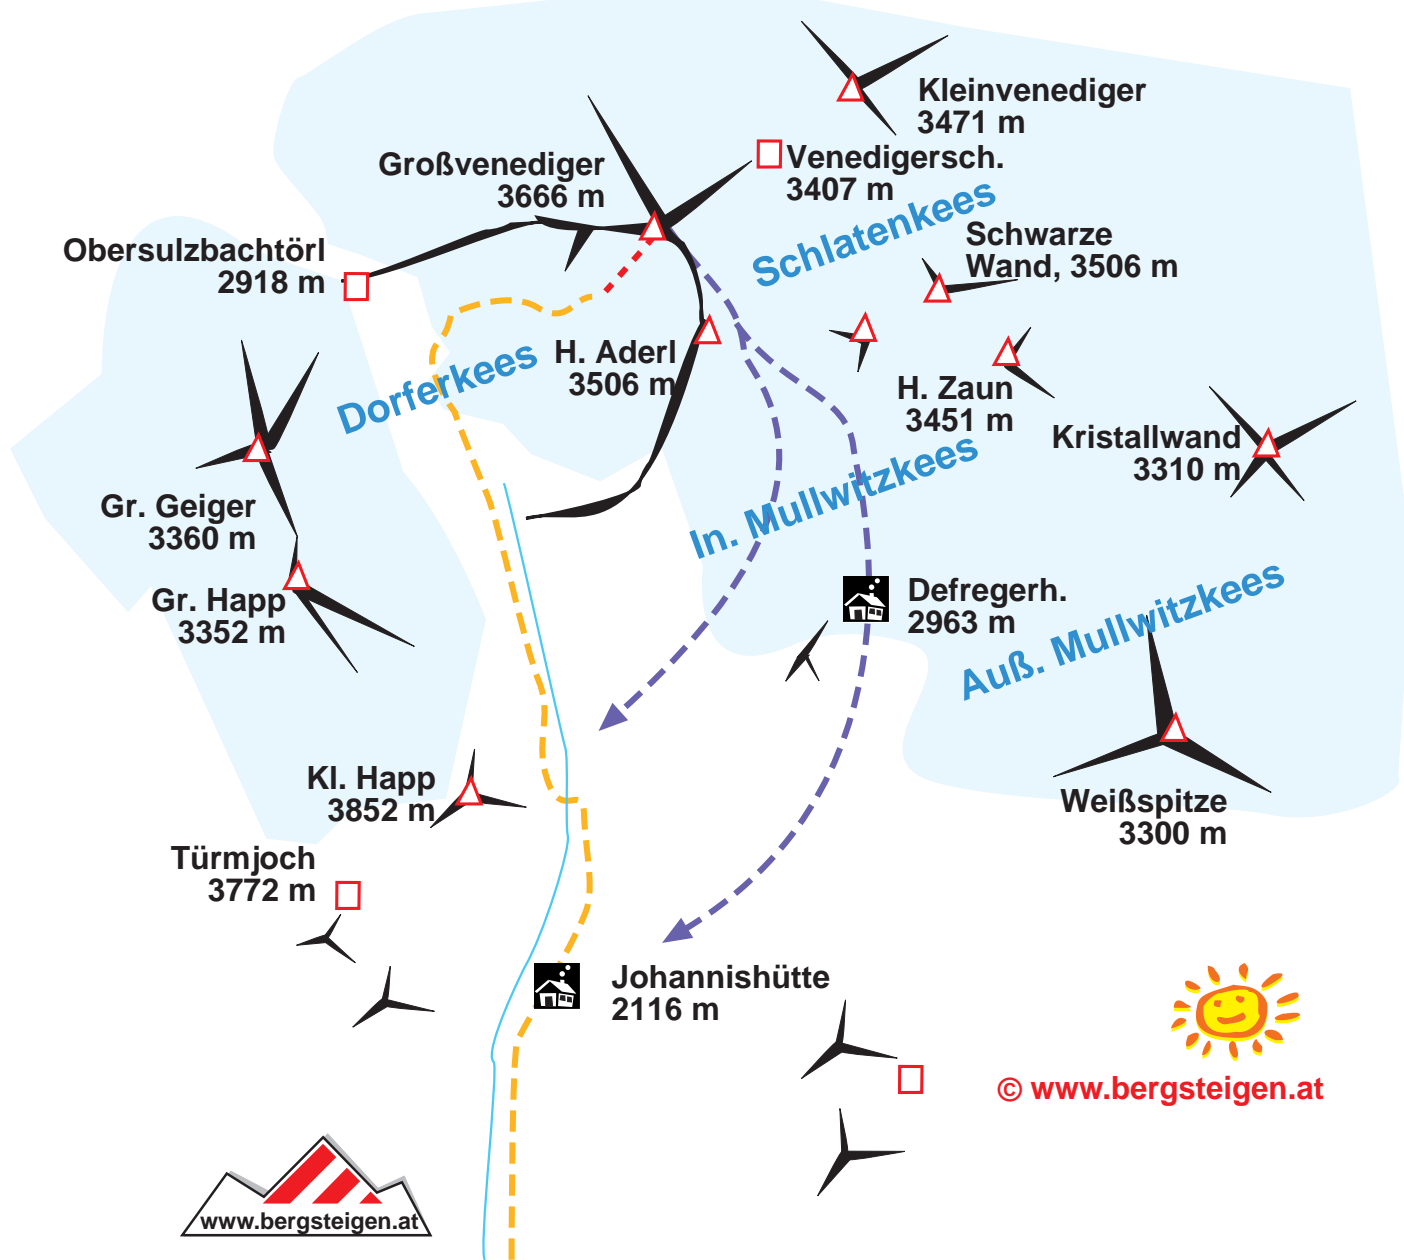 Kleinvenediger
3471 m
Großvenediger
3666 m
Venedigersch.
3407 m
Schlatenkees
Schwarze
Wand, 3506 m
Obersulzbachtörl
2918 m
H. Aderl
3506 m
Dorferkees
H. Zaun
3451 m
Kristallwand
3310 m
In. Mullwitzkees
Gr. Geiger
3360 m
Gr. Happ
3352 m
Defregerh.
2963 m
Auß. Mullwitzkees
Kl. Happ
3852 m
Weißspitze
3300 m
Türmjoch
3772 m
Johannishütte
2116 m
© www.bergsteigen.at
www.bergsteigen.at